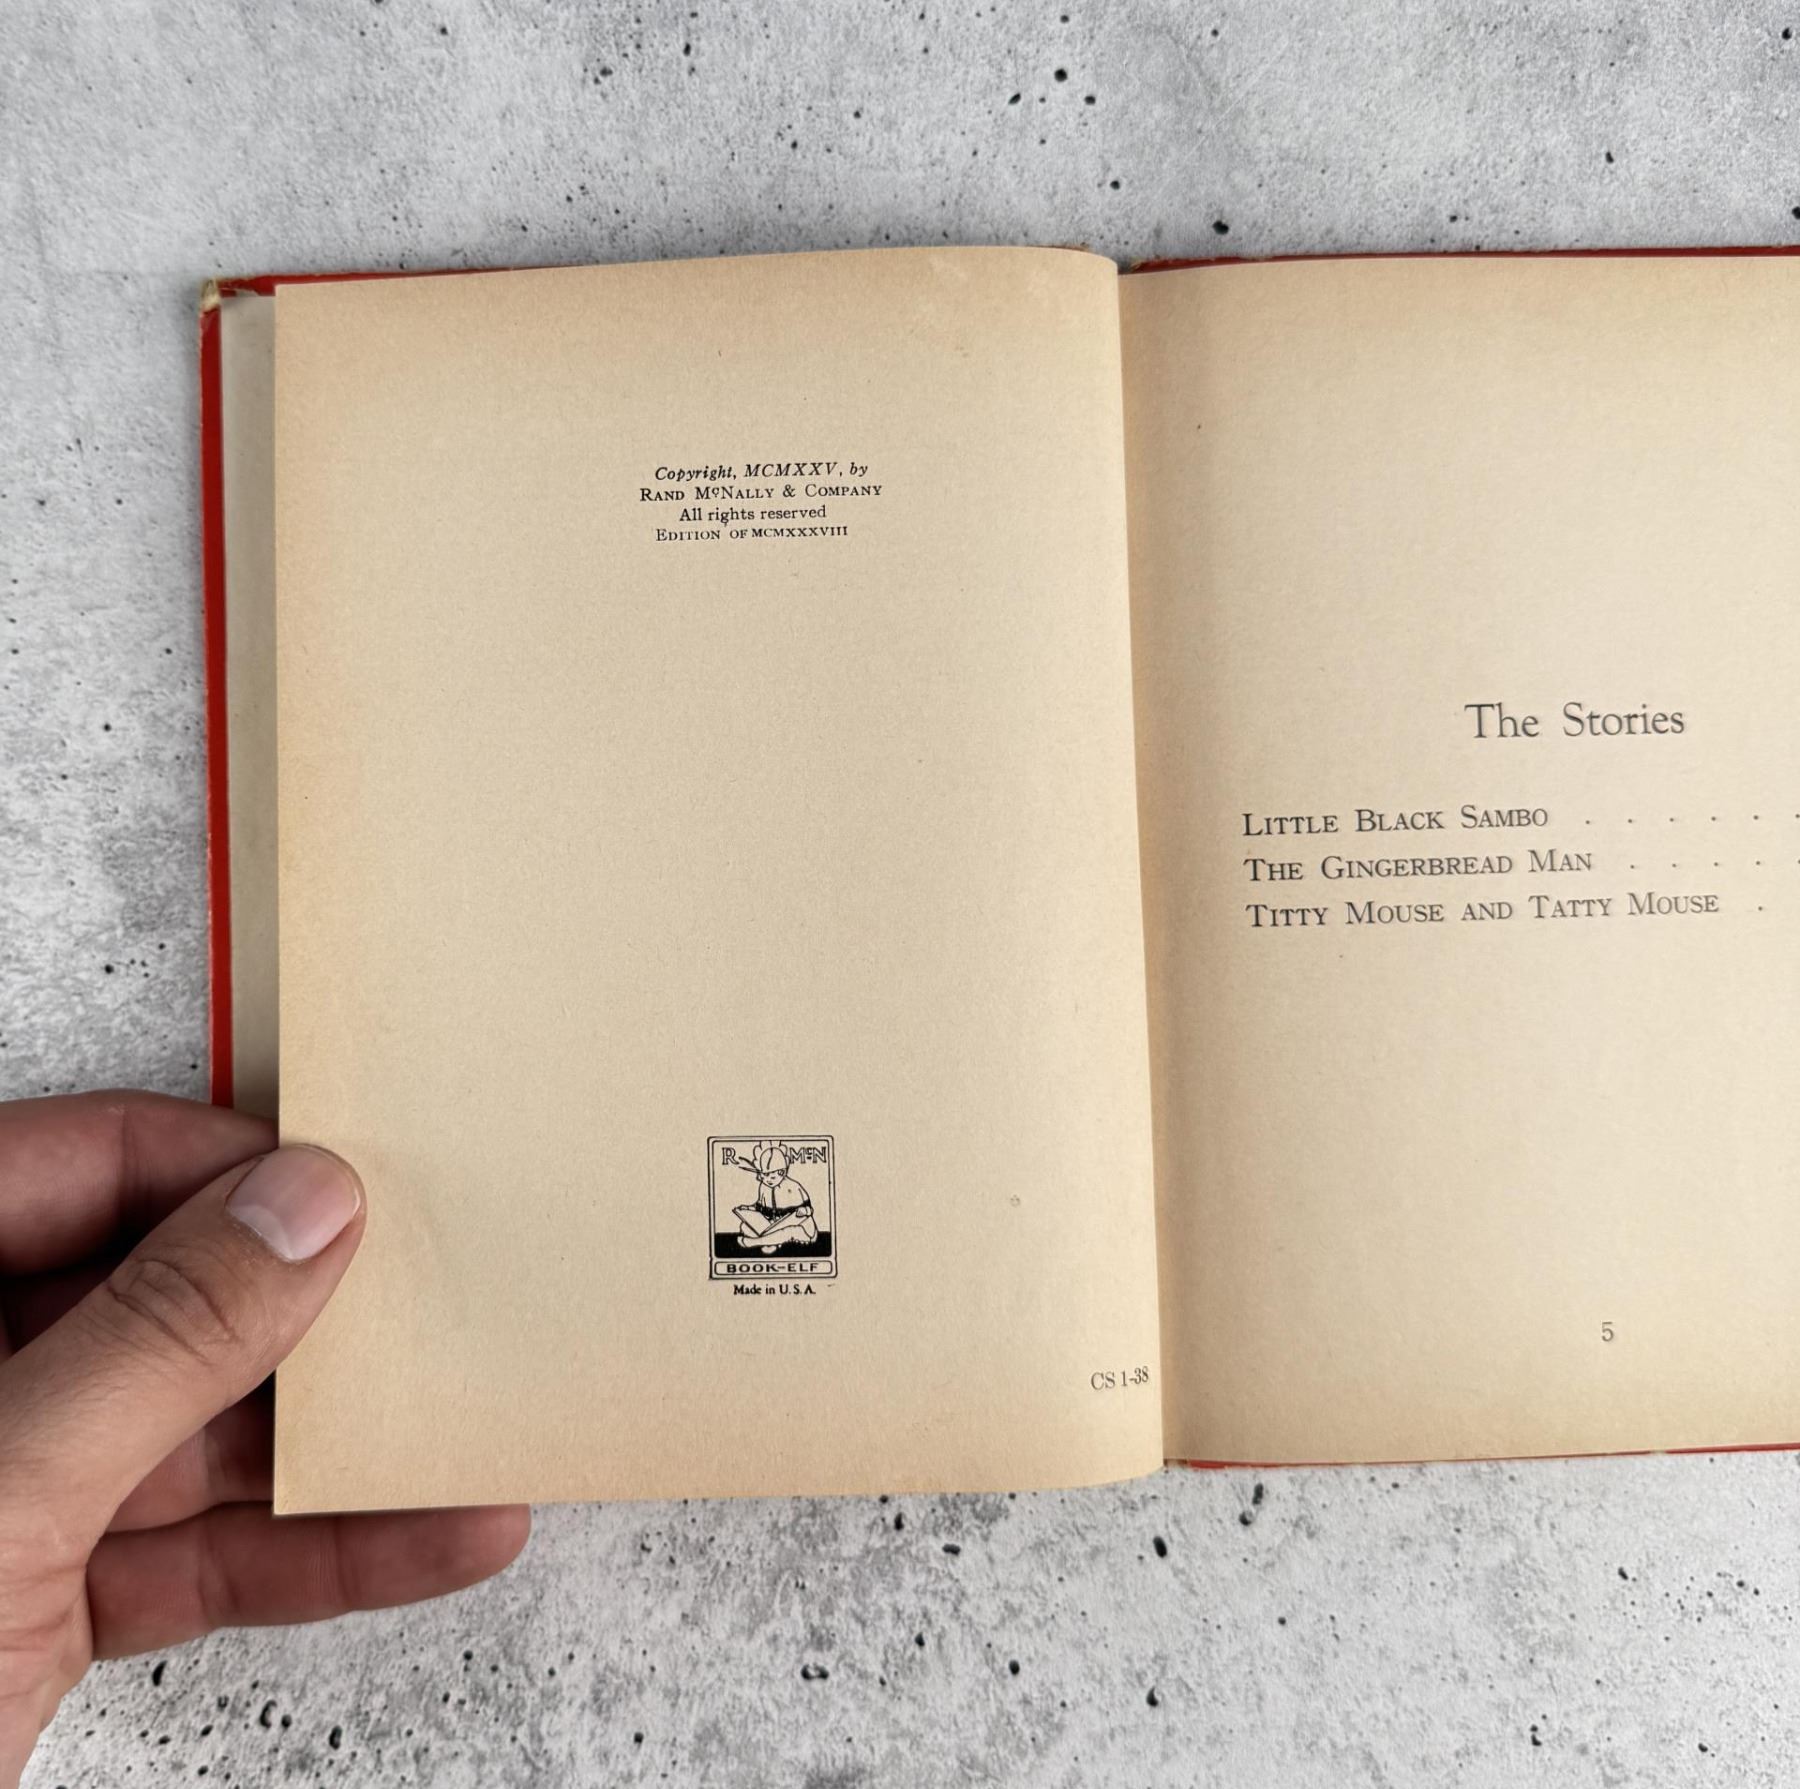 Copyright, MCMXXV, by
RAND McNALLY & COMPANY
All rights reserved
EDITION OF MCMXXXVIII
R McN
BOOK-ELF
Made in U.S.A.
CS 1-38
The Stories
LITTLE BLACK SAMBO . . . . . .
THE GINGERBREAD MAN . . . . .
TITTY MOUSE AND TATTY MOUSE .
5